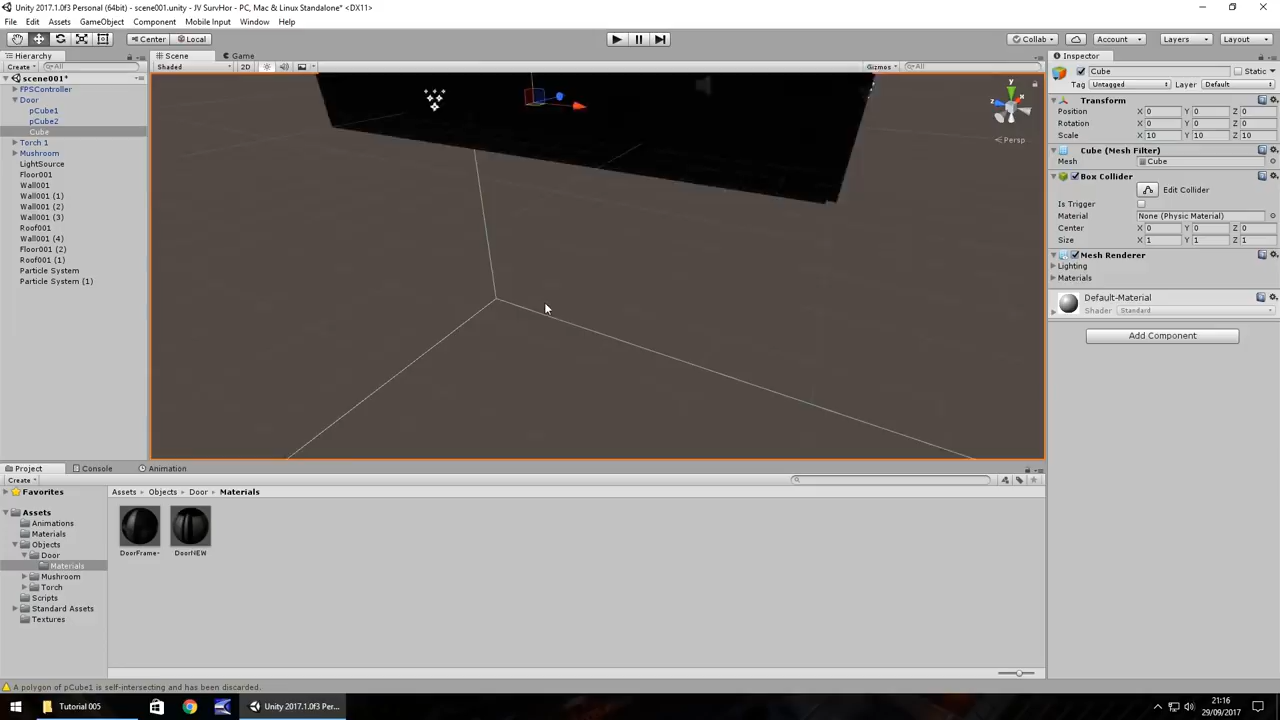 Unity 2017.1.0f3 Personal (64bit) - scene001.unity - JV SurvHor - PC, Mac & Linux Standalone* <DX11>
File Edit Assets GameObject Component Mobile Input Window Help
Center Local Collab Account Layers Layout
Hierarchy Scene Game Inspector
Create All Shaded 2D Gizmos All Cube Static
scene001* Tag Untagged Layer Default
FPSController
Door
pCube1
pCube2
Cube
Torch 1
Mushroom
LightSource
Floor001
Wall001
Wall001 (1)
Wall001 (2)
Wall001 (3)
Roof001
Wall001 (4)
Floor001 (2)
Roof001 (1)
Particle System
Particle System (1)
y
x
z
Persp
Transform
Position X 0 Y 0 Z 0
Rotation X 0 Y 0 Z 0
Scale X 10 Y 10 Z 10
Cube (Mesh Filter)
Mesh Cube
Box Collider
Edit Collider
Is Trigger
Material None (Physic Material)
Center X 0 Y 0 Z 0
Size X 1 Y 1 Z 1
Mesh Renderer
Lighting
Materials
Default-Material
Shader Standard
Add Component
Project Console Animation
Create
Favorites
Assets
Animations
Materials
Objects
Door
Materials
Mushroom
Torch
Scripts
Standard Assets
Textures
Assets Objects Door Materials
DoorFrame- DoorNEW
A polygon of pCube1 is self-intersecting and has been discarded.
Tutorial 005 Unity 2017.1.0f3 Per...
21:16
29/09/2017